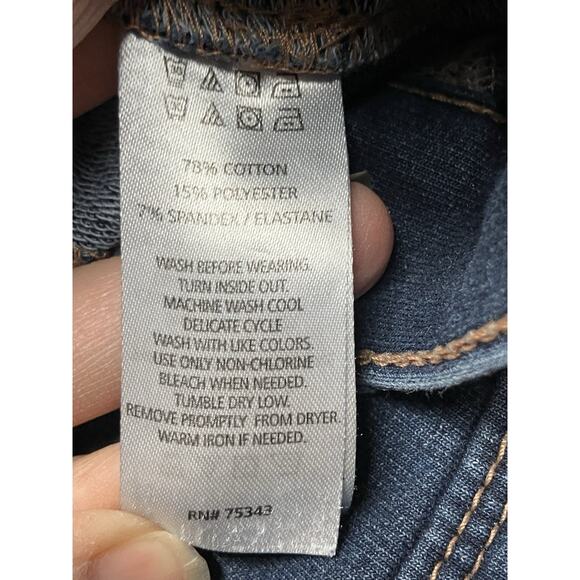 78% COTTON
15% POLYESTER
7% SPANDEX / ELASTANE
WASH BEFORE WEARING.
TURN INSIDE OUT.
MACHINE WASH COOL
DELICATE CYCLE
WASH WITH LIKE COLORS.
USE ONLY NON-CHLORINE
BLEACH WHEN NEEDED.
TUMBLE DRY LOW.
REMOVE PROMPTLY FROM DRYER.
WARM IRON IF NEEDED.
RN# 75343